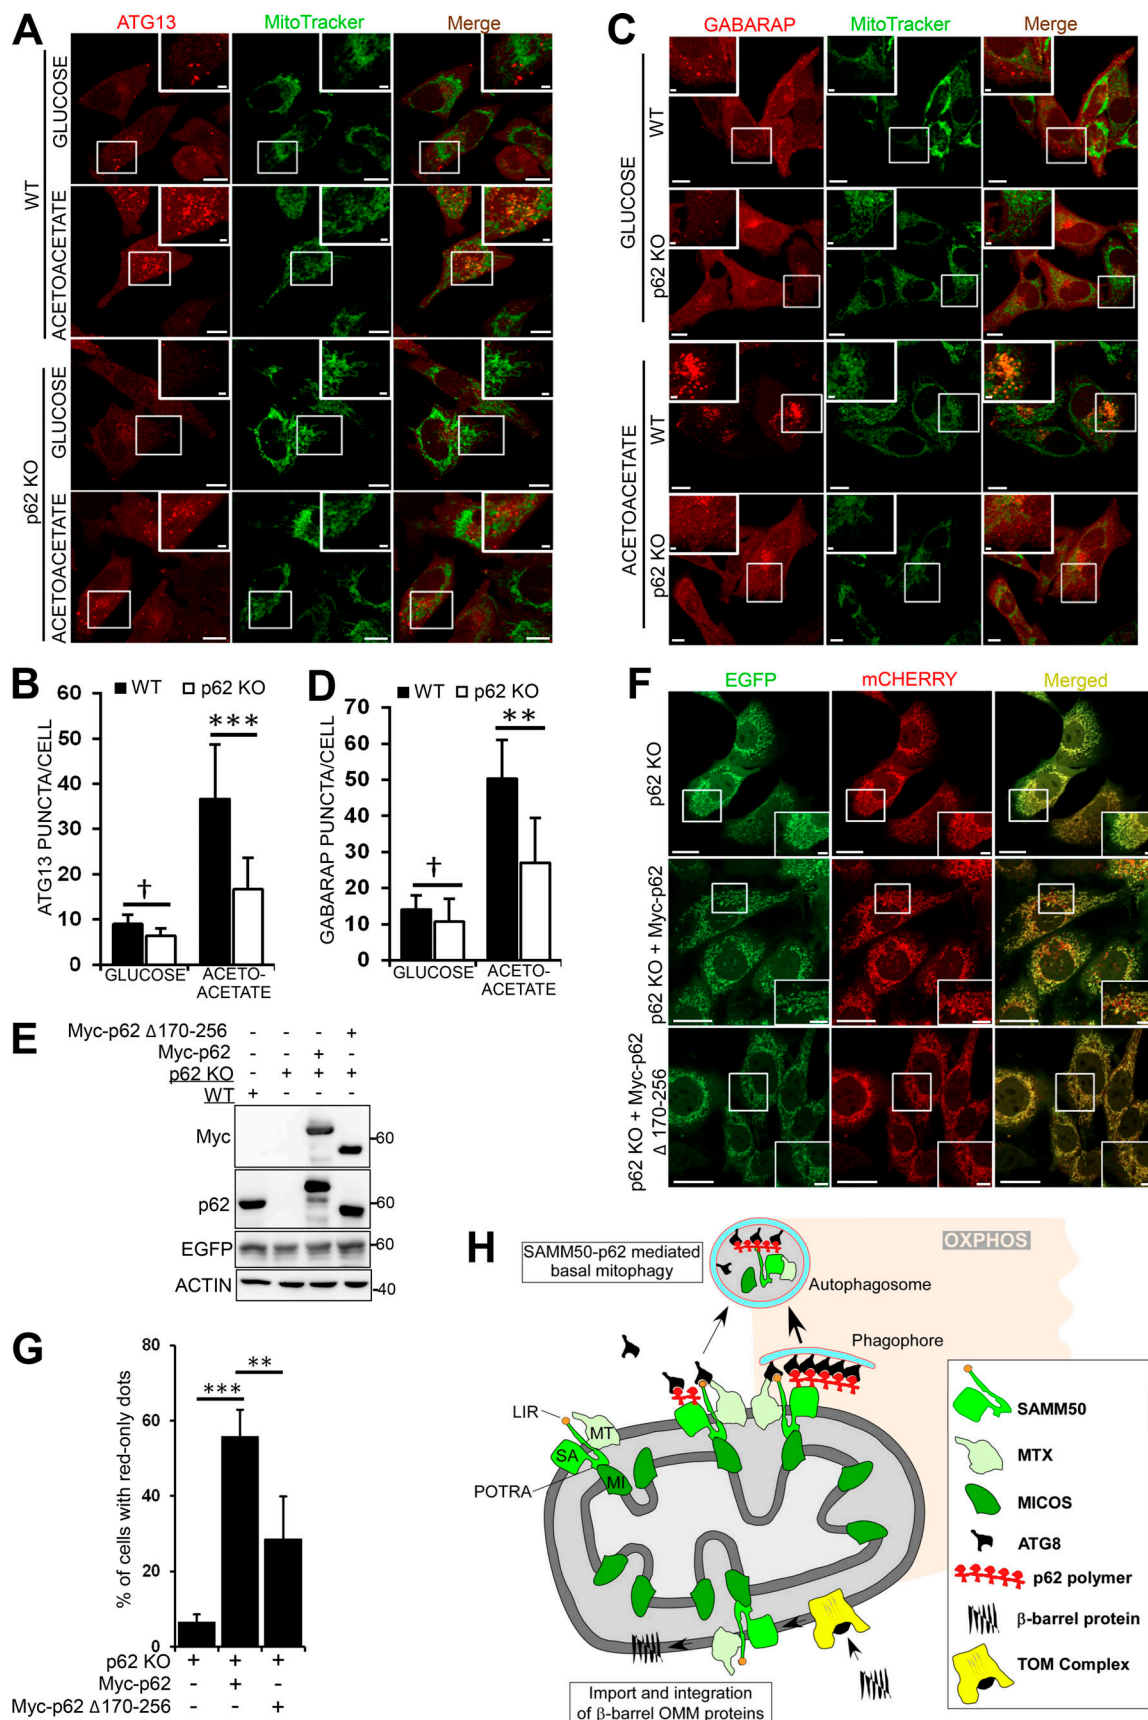 A
ATG13
MitoTracker
Merge
WT
GLUCOSE
ACETOACETATE
p62 KO
GLUCOSE
ACETOACETATE
C
GABARAP
MitoTracker
Merge
GLUCOSE
WT
p62 KO
ACETOACETATE
WT
p62 KO
B
WT
p62 KO
ATG13 PUNCTA/CELL
60
50
40
30
20
10
0
†
***
GLUCOSE
ACETO-
ACETATE
D
WT
p62 KO
GABARAP PUNCTA/CELL
70
60
50
40
30
20
10
0
†
**
GLUCOSE
ACETO-
ACETATE
E
Myc-p62 Δ170-256 - - - +
Myc-p62 - - + -
p62 KO - + + +
WT + - - -
Myc
60
p62
60
EGFP
60
ACTIN
40
F
EGFP
mCHERRY
Merged
p62 KO
p62 KO + Myc-p62
p62 KO + Myc-p62
Δ 170-256
G
% of cells with red-only dots
80
60
40
20
0
***
**
p62 KO + + +
Myc-p62 - + -
Myc-p62 Δ170-256 - - +
H
OXPHOS
SAMM50-p62 mediated
basal mitophagy
Autophagosome
Phagophore
LIR
MT
SA
MI
POTRA
Import and integration
of β-barrel OMM proteins
SAMM50
MTX
MICOS
ATG8
p62 polymer
β-barrel protein
TOM Complex